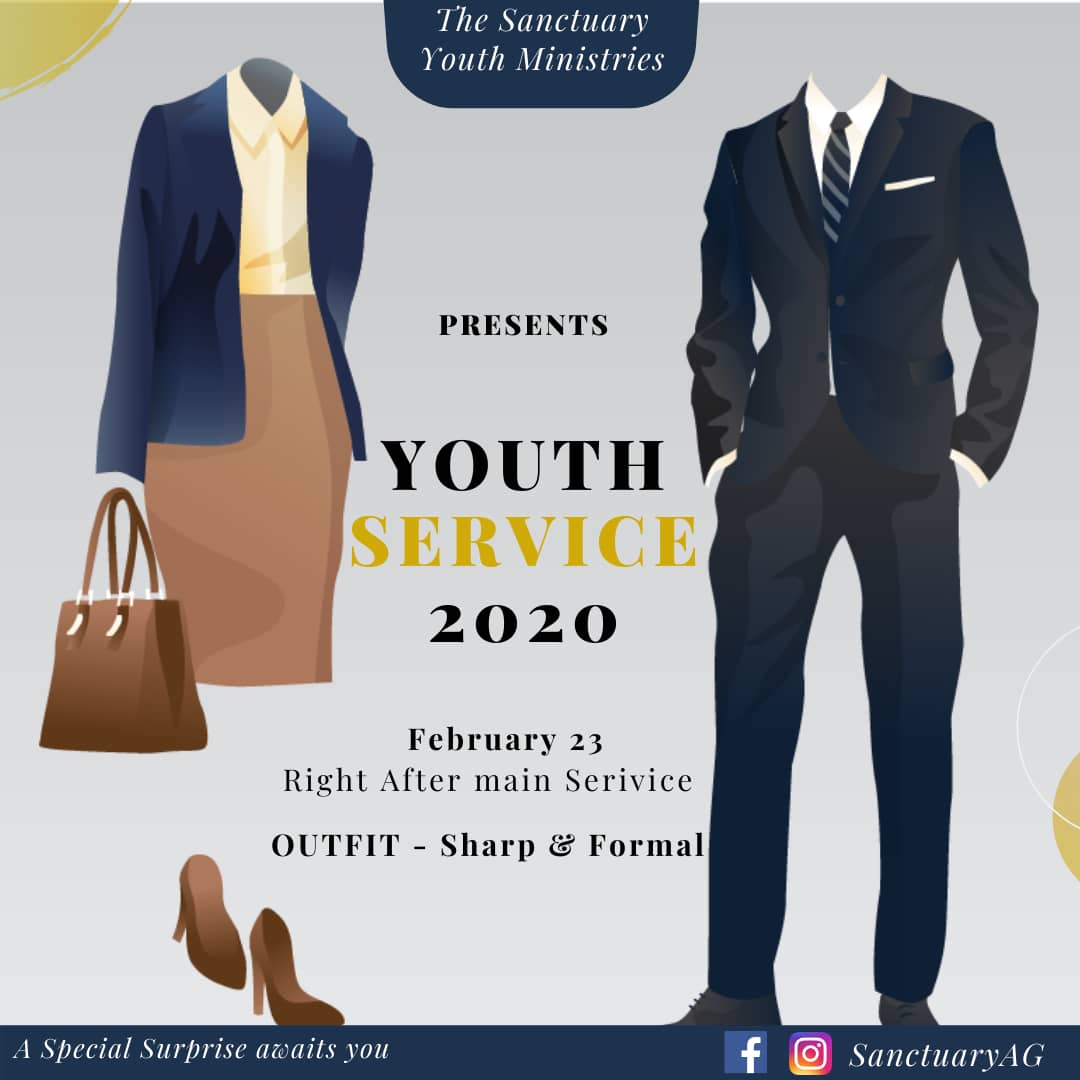 The Sanctuary
Youth Ministries
PRESENTS
YOUTH
SERVICE
2020
February 23
Right After main Serivice
OUTFIT - Sharp & Formal
A Special Surprise awaits you
SanctuaryAG